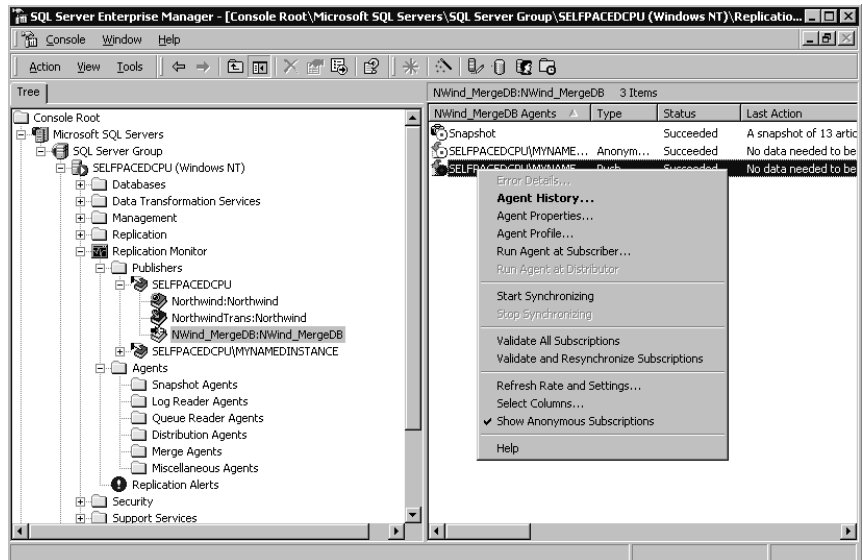 SQL Server Enterprise Manager - [Console Root\Microsoft SQL Servers\SQL Server Group\SELFPACEDCPU (Windows NT)\Replicatio...
Console Window Help
Action View Tools
Tree
NWind_MergeDB:NWind_MergeDB 3 Items
Console Root
Microsoft SQL Servers
SQL Server Group
SELFPACEDCPU (Windows NT)
Databases
Data Transformation Services
Management
Replication
Replication Monitor
Publishers
SELFPACEDCPU
Northwind:Northwind
NorthwindTrans:Northwind
NWind_MergeDB:NWind_MergeDB
SELFPACEDCPU\MYNAMEDINSTANCE
Agents
Snapshot Agents
Log Reader Agents
Queue Reader Agents
Distribution Agents
Merge Agents
Miscellaneous Agents
Replication Alerts
Security
Support Services
NWind_MergeDB Agents Type Status Last Action
Snapshot Succeeded A snapshot of 13 artic
SELFPACEDCPU\MYNAME... Anonym... Succeeded No data needed to be
SELFPACEDCPU\MYNAME... Push Succeeded No data needed to be
Error Details...
Agent History...
Agent Properties...
Agent Profile...
Run Agent at Subscriber...
Run Agent at Distributor
Start Synchronizing
Stop Synchronizing
Validate All Subscriptions
Validate and Resynchronize Subscriptions
Refresh Rate and Settings...
Select Columns...
Show Anonymous Subscriptions
Help